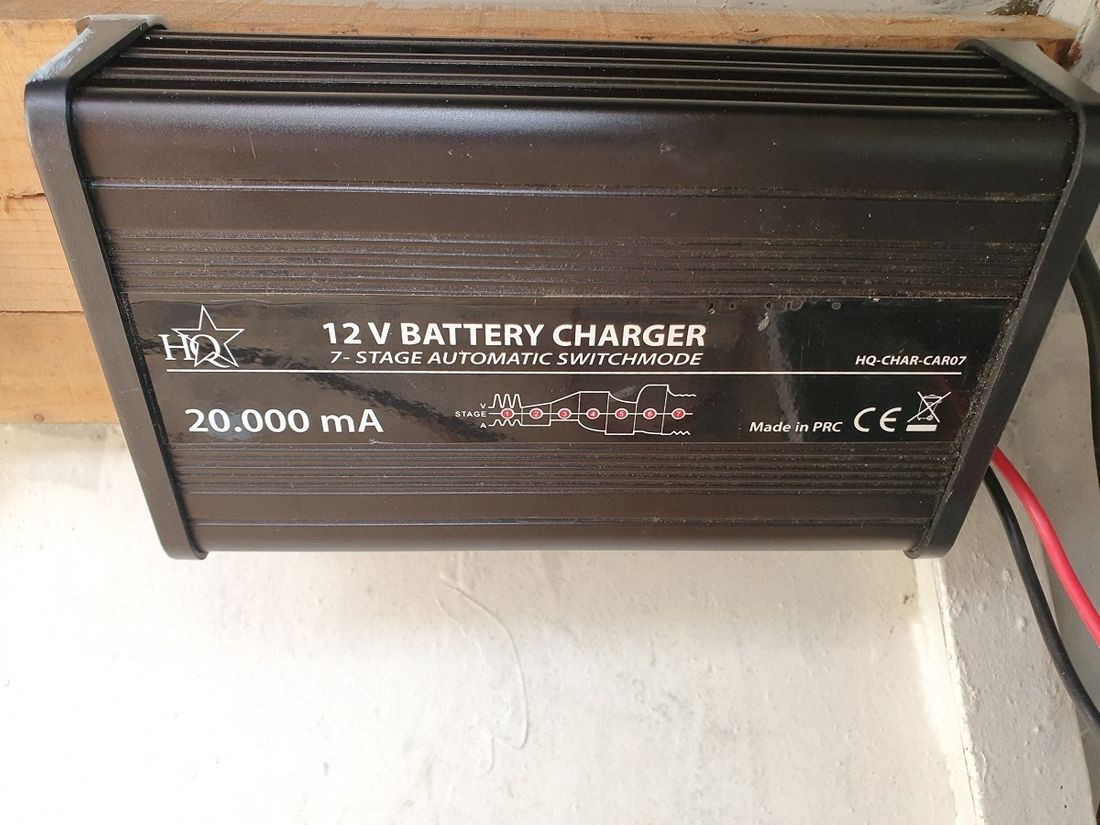 HQ
12 V BATTERY CHARGER
7- STAGE AUTOMATIC SWITCHMODE
HQ-CHAR-CAR07
20.000 mA
V
STAGE 1 2 3 4 5 6 7
A
Made in PRC CE